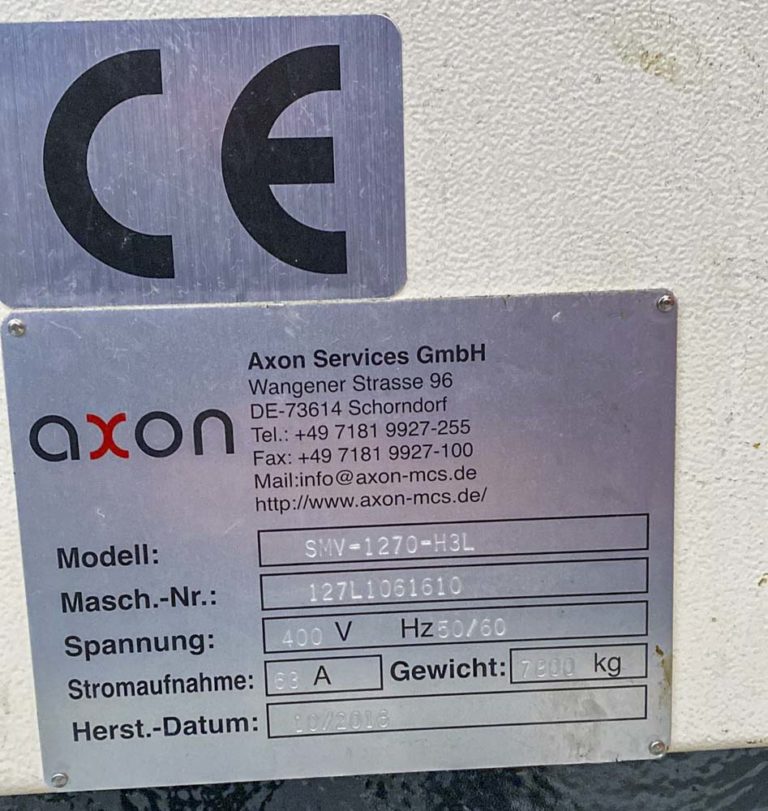 CE
axon
Axon Services GmbH
Wangener Strasse 96
DE-73614 Schorndorf
Tel.: +49 7181 9927-255
Fax: +49 7181 9927-100
Mail:info@axon-mcs.de
http://www.axon-mcs.de/
Modell: SMV-1270-H3L
Masch.-Nr.: 127L1061610
Spannung: 400 V Hz 50/60
Stromaufnahme: 63 A Gewicht: kg
Herst.-Datum: